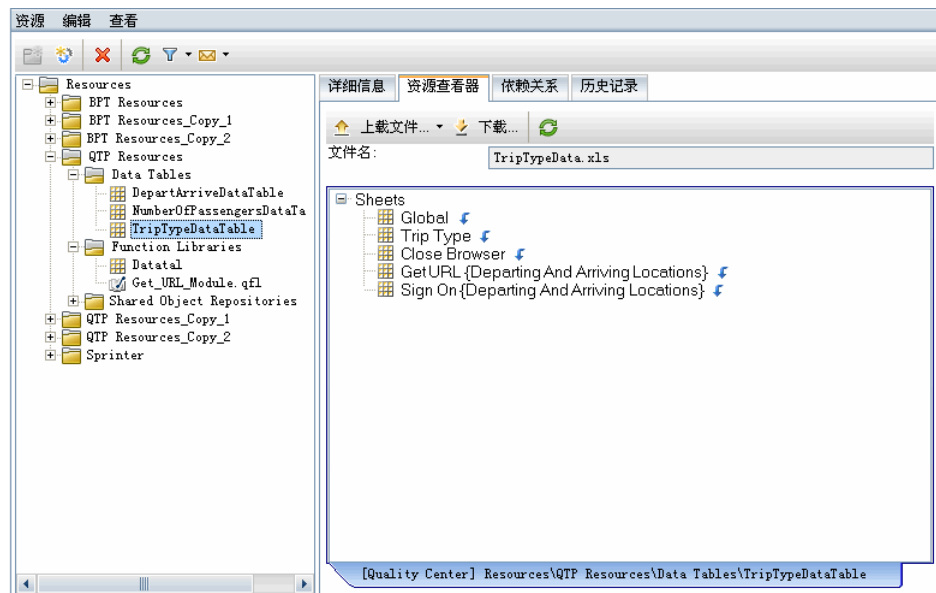 资源 编辑 查看
Resources
BPT Resources
BPT Resources_Copy_1
BPT Resources_Copy_2
QTP Resources
Data Tables
DepartArriveDataTable
NumberOfPassengersDataTa
TripTypeDataTable
Function Libraries
Datatal
Get_URL_Module.qfl
Shared Object Repositories
QTP Resources_Copy_1
QTP Resources_Copy_2
Sprinter
详细信息 资源查看器 依赖关系 历史记录
上载文件... 下载...
文件名: TripTypeData.xls
Sheets
Global
Trip Type
Close Browser
GetURL {Departing And Arriving Locations}
Sign On {Departing And Arriving Locations}
[Quality Center] Resources\QTP Resources\Data Tables\TripTypeDataTable